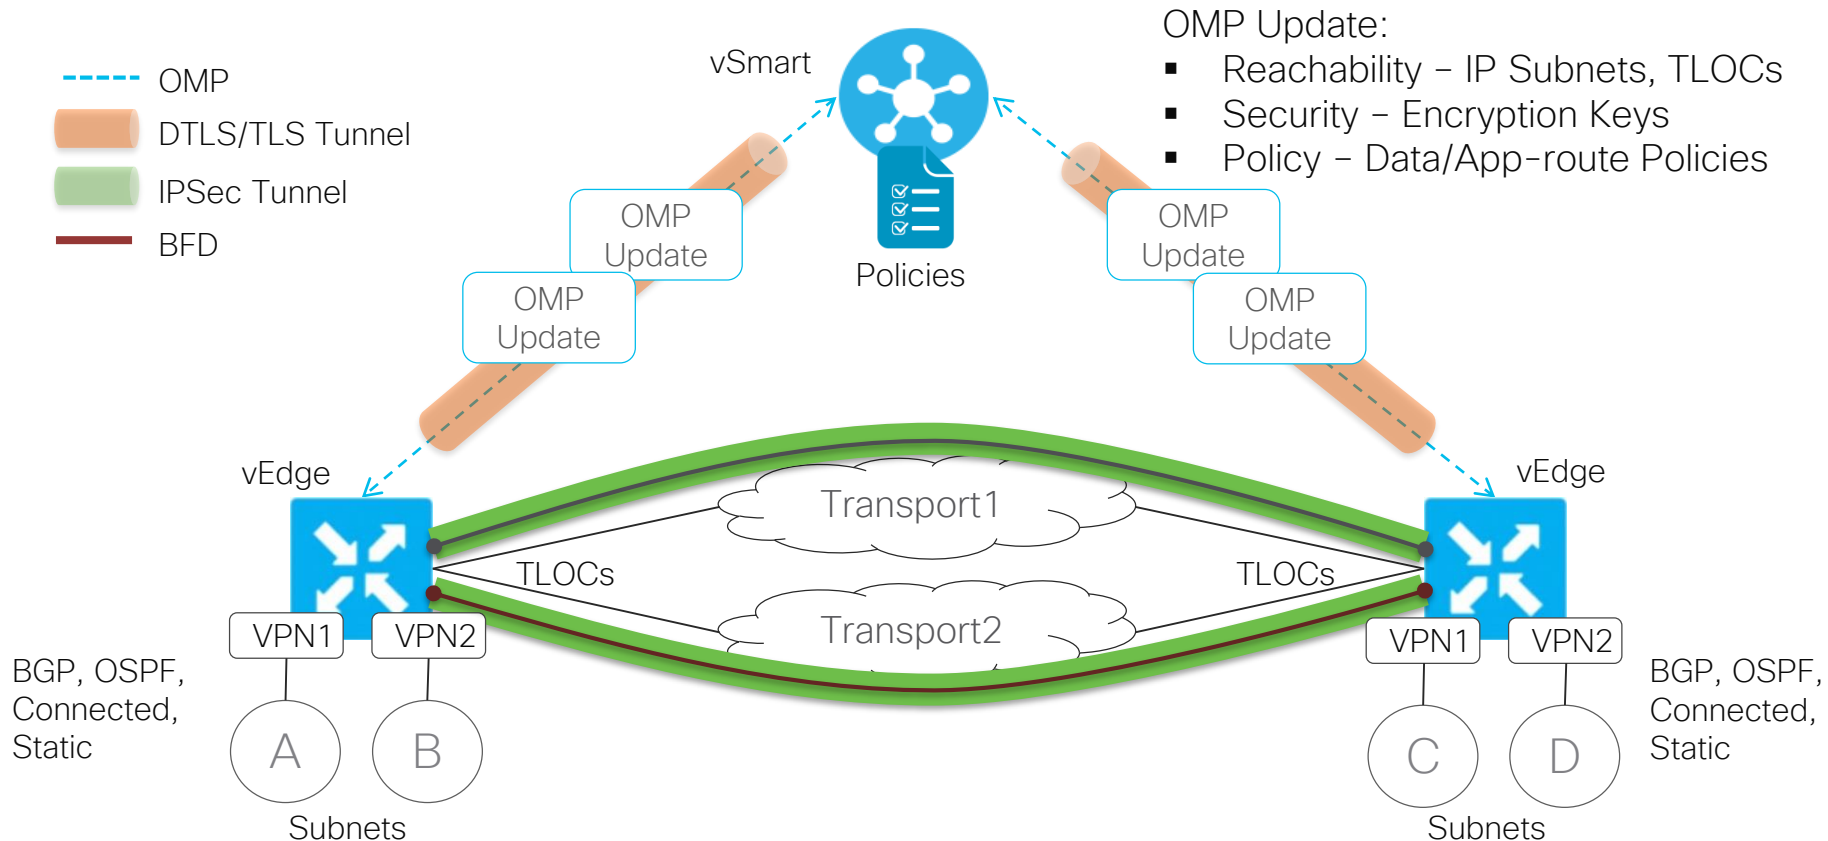 OMP
DTLS/TLS Tunnel
IPSec Tunnel
BFD
vSmart
Policies
OMP Update:
▪ Reachability – IP Subnets, TLOCs
▪ Security – Encryption Keys
▪ Policy – Data/App-route Policies
OMP
Update
OMP
Update
OMP
Update
OMP
Update
vEdge
vEdge
Transport1
TLOCs
TLOCs
Transport2
VPN1
VPN2
VPN1
VPN2
BGP, OSPF,
Connected,
Static
A
B
Subnets
C
D
Subnets
BGP, OSPF,
Connected,
Static